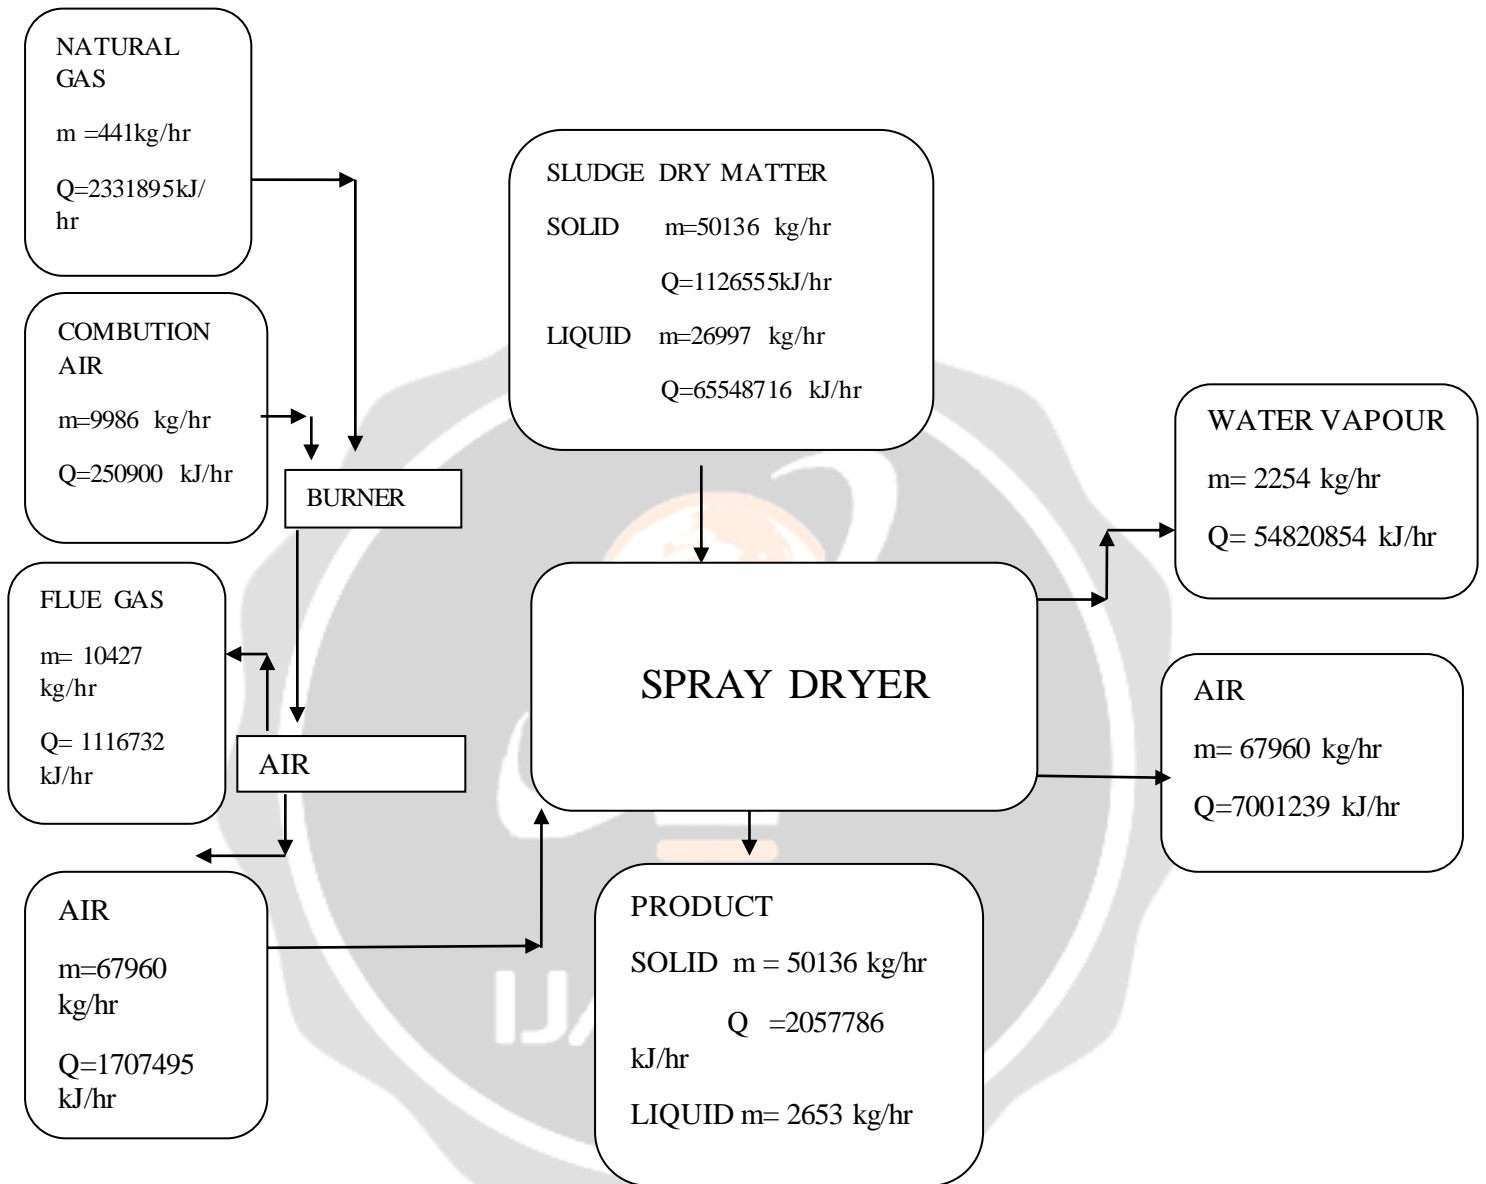 NATURAL
GAS
m =441kg/hr
Q=2331895kJ/
hr
COMBUTION
AIR
m=9986 kg/hr
Q=250900 kJ/hr
BURNER
FLUE GAS
m= 10427
kg/hr
Q= 1116732
kJ/hr
AIR
AIR
m=67960
kg/hr
Q=1707495
kJ/hr
SLUDGE DRY MATTER
SOLID m=50136 kg/hr
Q=1126555kJ/hr
LIQUID m=26997 kg/hr
Q=65548716 kJ/hr
SPRAY DRYER
PRODUCT
SOLID m = 50136 kg/hr
Q =2057786
kJ/hr
LIQUID m= 2653 kg/hr
WATER VAPOUR
m= 2254 kg/hr
Q= 54820854 kJ/hr
AIR
m= 67960 kg/hr
Q=7001239 kJ/hr